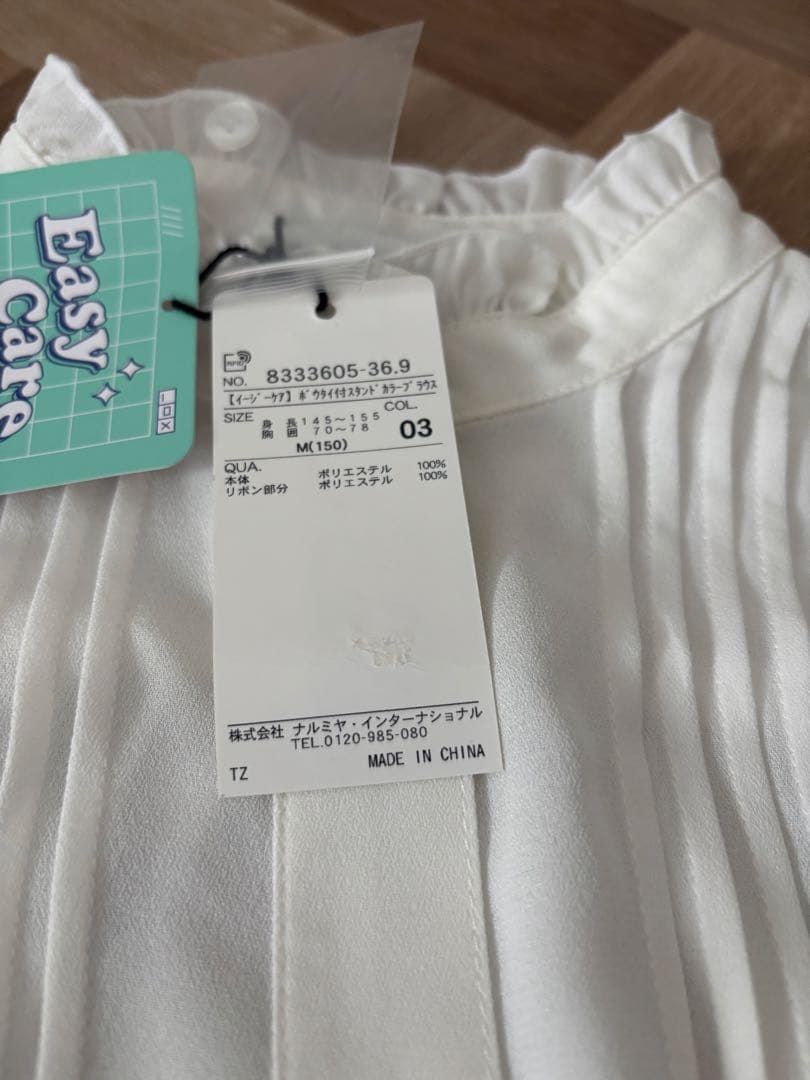 Easy
Care
RFID
NO. 8333605-36.9
【イージーケア】ボウタイ付スタンドカラーブラウス
SIZE 身長 145～155 COL.
胸囲 70～78 03
M(150)
QUA.
本体 ポリエステル 100%
リボン部分 ポリエステル 100%
株式会社 ナルミヤ・インターナショナル
TEL.0120-985-080
TZ MADE IN CHINA